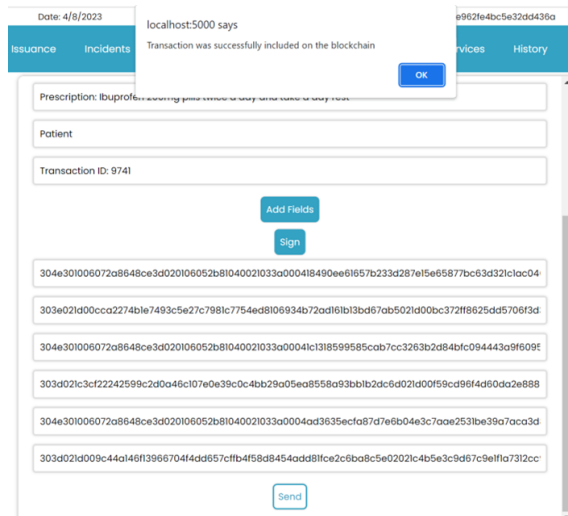 Date: 4/8/2023
localhost:5000 says
e962fe4bc5e32dd436a
Transaction was successfully included on the blockchain
Issuance Incidents rvices History
OK
Prescription: Ibuprofen 200mg pills twice a day and take a day rest
Patient
Transaction ID: 9741
Add Fields
Sign
304e301006072a8648ce3d020106052b81040021033a000418490ee61657b233d287e15e65877bc63d321c1ac04
303e021d00cca2274b1e7493c5e27c7981c7754ed8106934b72ad161b13bd67ab5021d00bc372ff8625dd5706f3d
304e301006072a8648ce3d020106052b81040021033a00041c1318599585cab7cc3263b2d84bfc094443a9f6095
303d021c3cf22242599c2d0a46c107e0e39c0c4bb29a05ea8558a93bb1b2dc6d021d00f59cd96f4d60da2e888
304e301006072a8648ce3d020106052b81040021033a0004ad3635ecfa87d7e6b04e3c7aae2531be39a7aca3d
303d021d009c44a146f13966704f4dd657cffb4f58d8454add81fce2c6ba8c5e02021c4b5e3c9d67c9e1f1a7312cc
Send